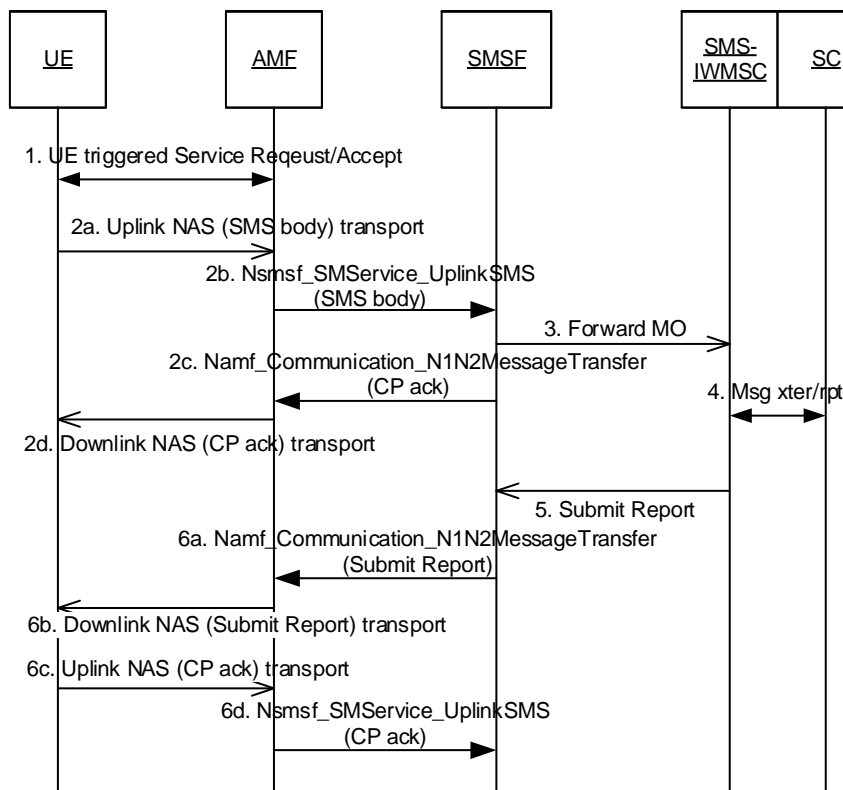 UE
AMF
SMSF
SMS-
IWMSC
SC
1. UE triggered Service Reqeust/Accept
2a. Uplink NAS (SMS body) transport
2b. Nsmsf_SMService_UplinkSMS
(SMS body)
3. Forward MO
2c. Namf_Communication_N1N2MessageTransfer
(CP ack)
4. Msg xter/rpt
2d. Downlink NAS (CP ack) transport
5. Submit Report
6a. Namf_Communication_N1N2MessageTransfer
(Submit Report)
6b. Downlink NAS (Submit Report) transport
6c. Uplink NAS (CP ack) transport
6d. Nsmsf_SMService_UplinkSMS
(CP ack)